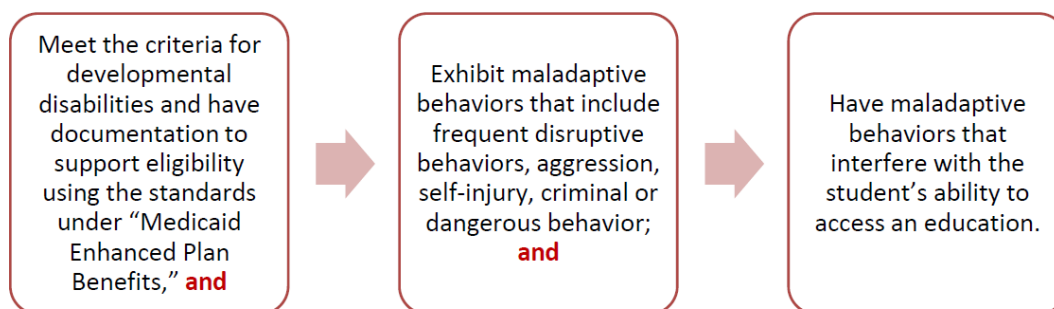 Meet the criteria for
developmental
disabilities and have
documentation to
support eligibility
using the standards
under “Medicaid
Enhanced Plan
Benefits,” and
Exhibit maladaptive
behaviors that include
frequent disruptive
behaviors, aggression,
self-injury, criminal or
dangerous behavior;
and
Have maladaptive
behaviors that
interfere with the
student’s ability to
access an education.